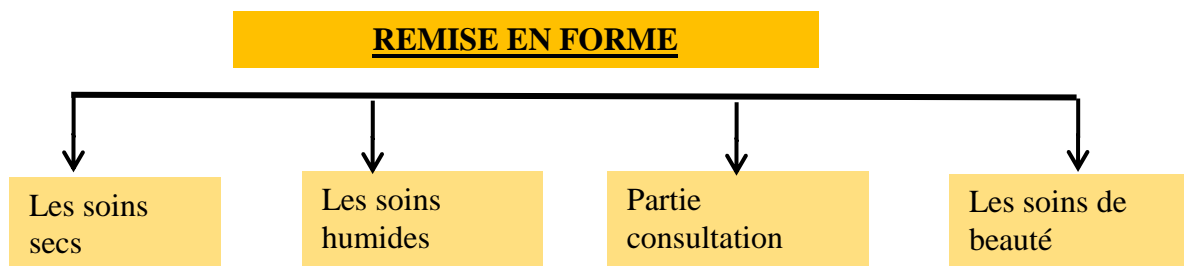 REMISE EN FORME
Les soins
secs
Les soins
humides
Partie
consultation
Les soins de
beauté